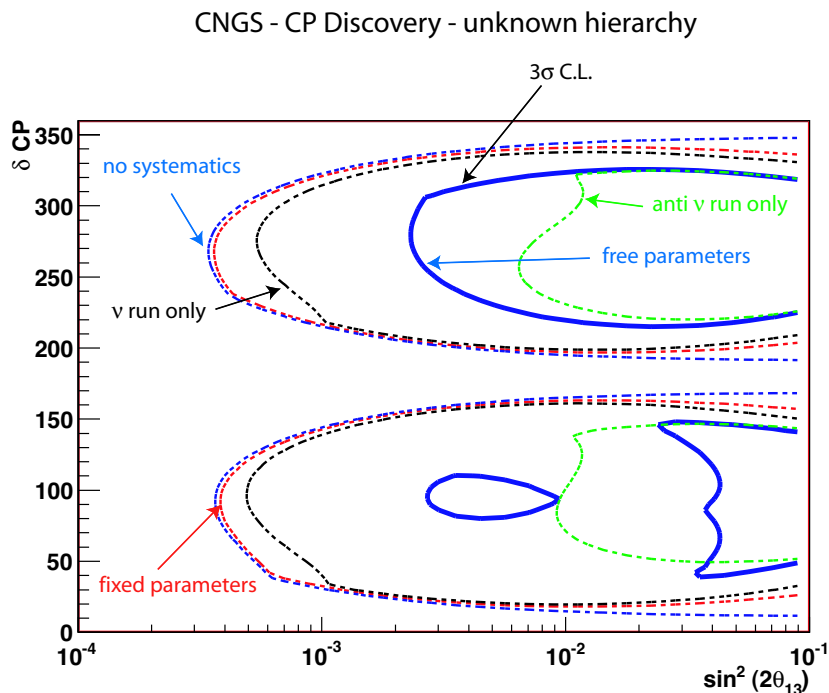 CNGS - CP Discovery - unknown hierarchy
3σ C.L.
δ CP
350
300
250
200
150
100
50
0
no systematics
anti ν run only
free parameters
ν run only
fixed parameters
10⁻⁴
10⁻³
10⁻²
10⁻¹
sin² (2θ₁₃)